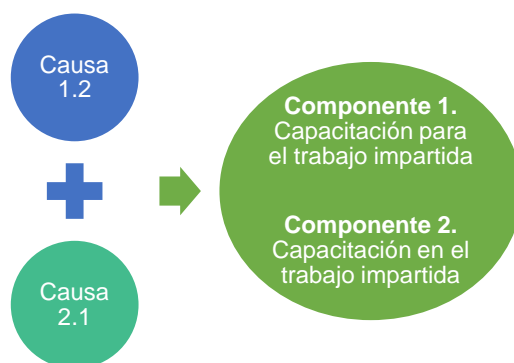 Causa
1.2
Causa
2.1
Componente 1.
Capacitación para
el trabajo impartida
Componente 2.
Capacitación en el
trabajo impartida